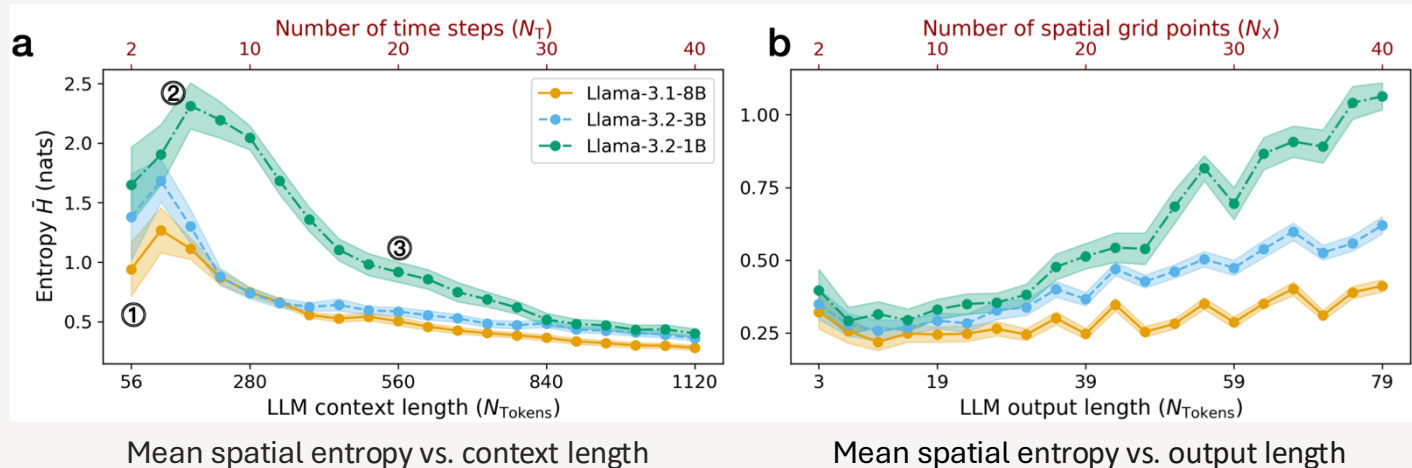 a
Number of time steps (N_T)
2 10 20 30 40
2.5
2.0
1.5
1.0
0.5
Entropy H̄ (nats)
②
③
①
Llama-3.1-8B
Llama-3.2-3B
Llama-3.2-1B
56 280 560 840 1120
LLM context length (N_Tokens)
Mean spatial entropy vs. context length
b
Number of spatial grid points (N_X)
2 10 20 30 40
1.00
0.75
0.50
0.25
3 19 39 59 79
LLM output length (N_Tokens)
Mean spatial entropy vs. output length